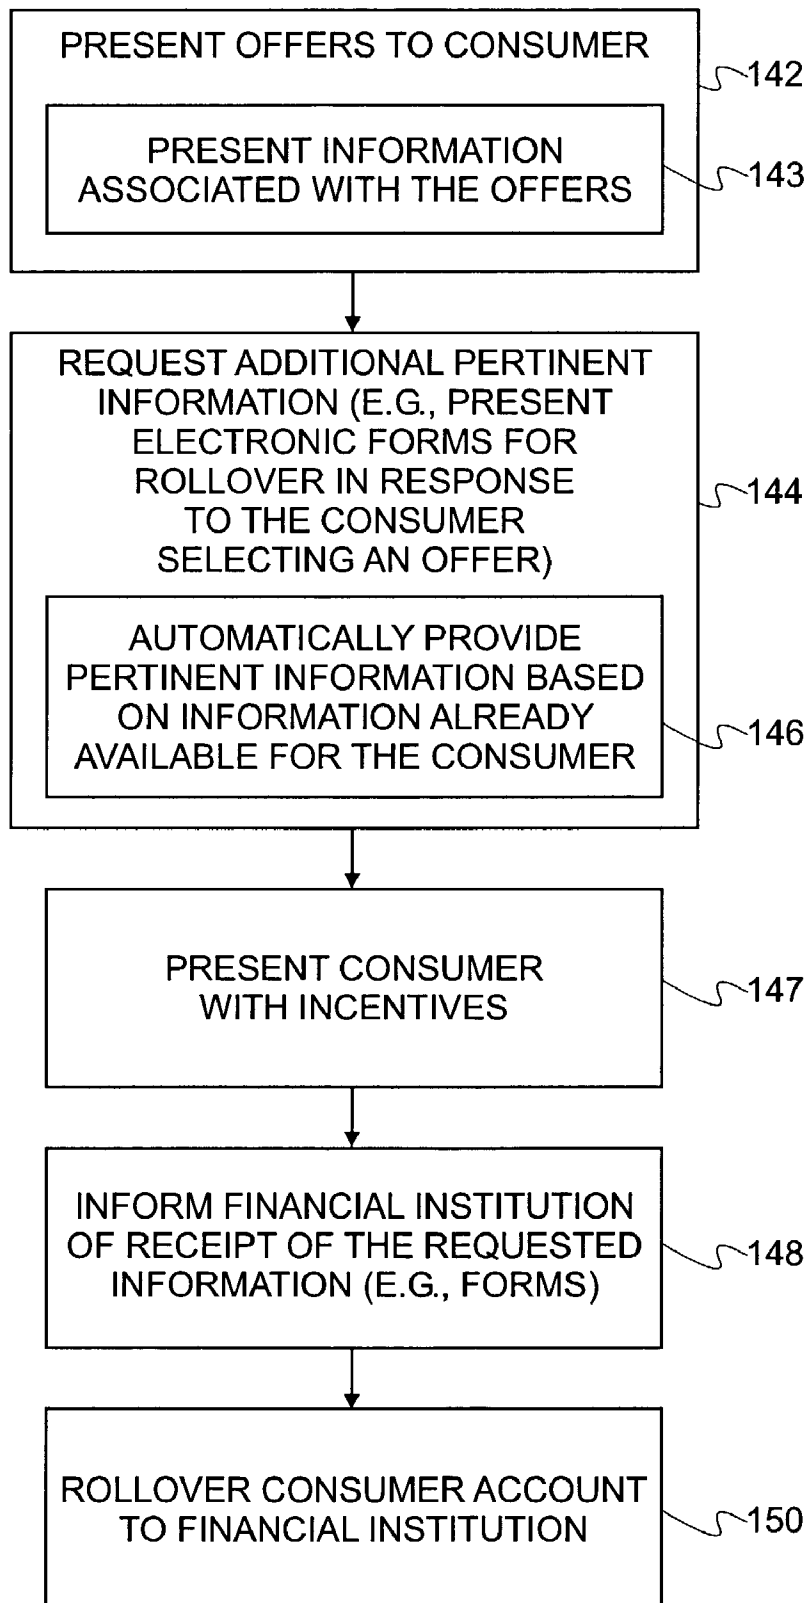 PRESENT OFFERS TO CONSUMER
142
PRESENT INFORMATION
ASSOCIATED WITH THE OFFERS
143
REQUEST ADDITIONAL PERTINENT
INFORMATION (E.G., PRESENT
ELECTRONIC FORMS FOR
ROLLOVER IN RESPONSE
TO THE CONSUMER
SELECTING AN OFFER)
144
AUTOMATICALLY PROVIDE
PERTINENT INFORMATION BASED
ON INFORMATION ALREADY
AVAILABLE FOR THE CONSUMER
146
PRESENT CONSUMER
WITH INCENTIVES
147
INFORM FINANCIAL INSTITUTION
OF RECEIPT OF THE REQUESTED
INFORMATION (E.G., FORMS)
148
ROLLOVER CONSUMER ACCOUNT
TO FINANCIAL INSTITUTION
150